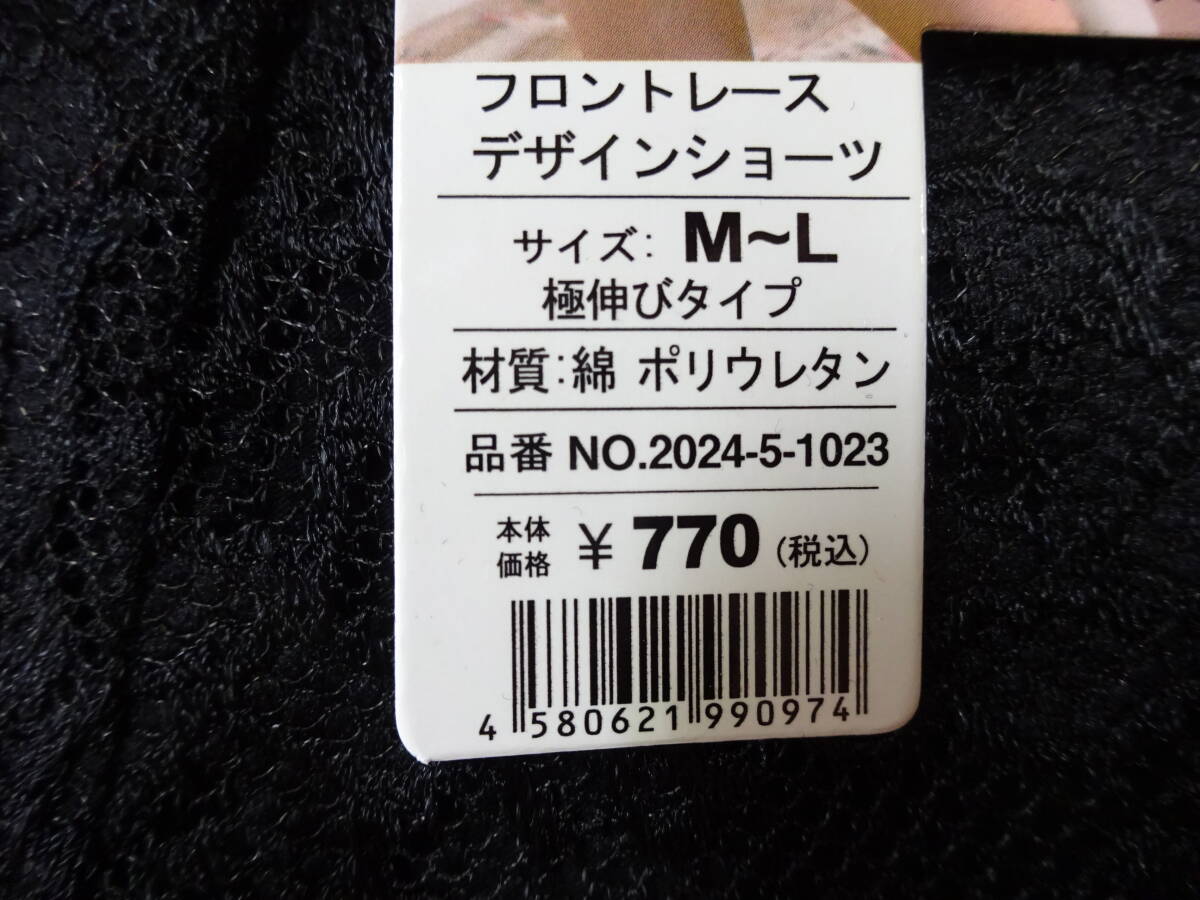 フロントレース
デザインショーツ
サイズ: M~L
極伸びタイプ
材質:綿 ポリウレタン
品番 NO.2024-5-1023
本体価格 ¥ 770 (税込)
4 580621 990974